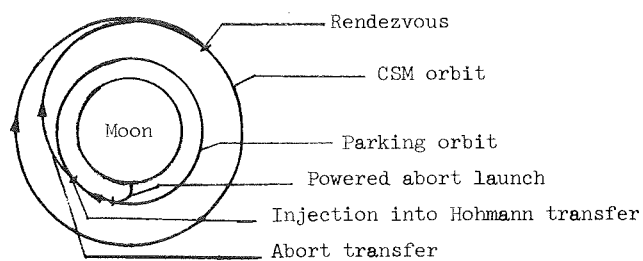 Rendezvous
CSM orbit
Moon
Parking orbit
Powered abort launch
Injection into Hohmann transfer
Abort transfer